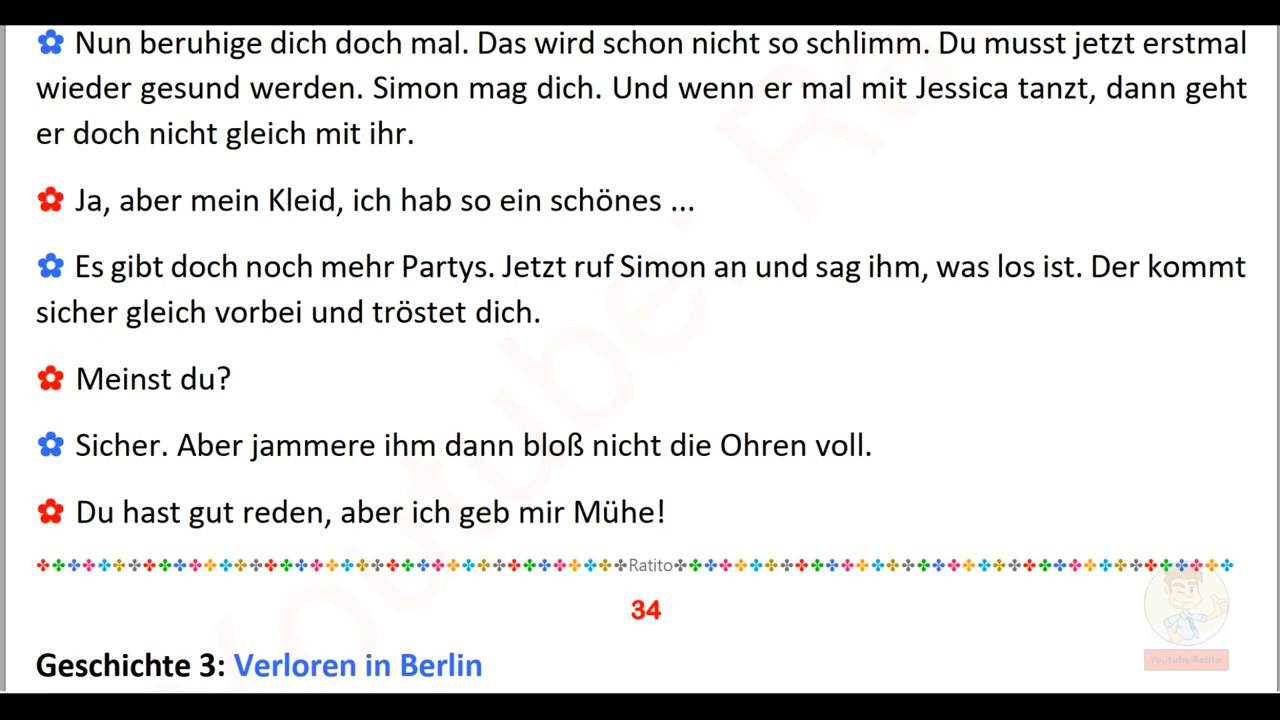 Nun beruhige dich doch mal. Das wird schon nicht so schlimm. Du musst jetzt erstmal
wieder gesund werden. Simon mag dich. Und wenn er mal mit Jessica tanzt, dann geht
er doch nicht gleich mit ihr.
Ja, aber mein Kleid, ich hab so ein schönes ...
Es gibt doch noch mehr Partys. Jetzt ruf Simon an und sag ihm, was los ist. Der kommt
sicher gleich vorbei und tröstet dich.
Meinst du?
Sicher. Aber jammere ihm dann bloß nicht die Ohren voll.
Du hast gut reden, aber ich geb mir Mühe!
Ratito
34
Youtube:Ratito
Geschichte 3: Verloren in Berlin
Youtube: Ra